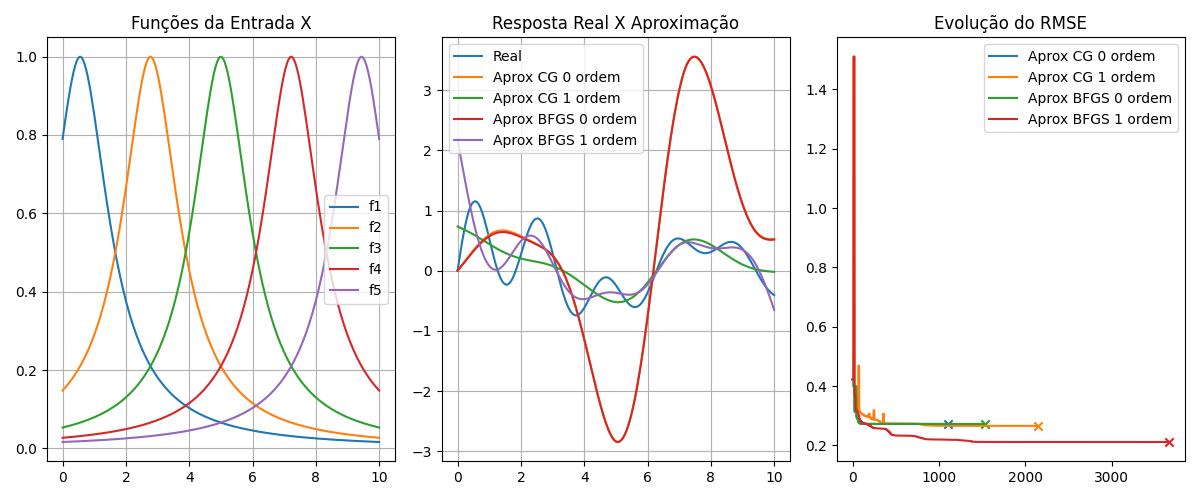 Funções da Entrada X
1.0
0.8
0.6
0.4
0.2
0.0
0 2 4 6 8 10
f1
f2
f3
f4
f5
Resposta Real X Aproximação
Real
Aprox CG 0 ordem
Aprox CG 1 ordem
Aprox BFGS 0 ordem
Aprox BFGS 1 ordem
3
2
1
0
−1
−2
−3
0 2 4 6 8 10
Evolução do RMSE
Aprox CG 0 ordem
Aprox CG 1 ordem
Aprox BFGS 0 ordem
Aprox BFGS 1 ordem
1.4
1.2
1.0
0.8
0.6
0.4
0.2
0 1000 2000 3000